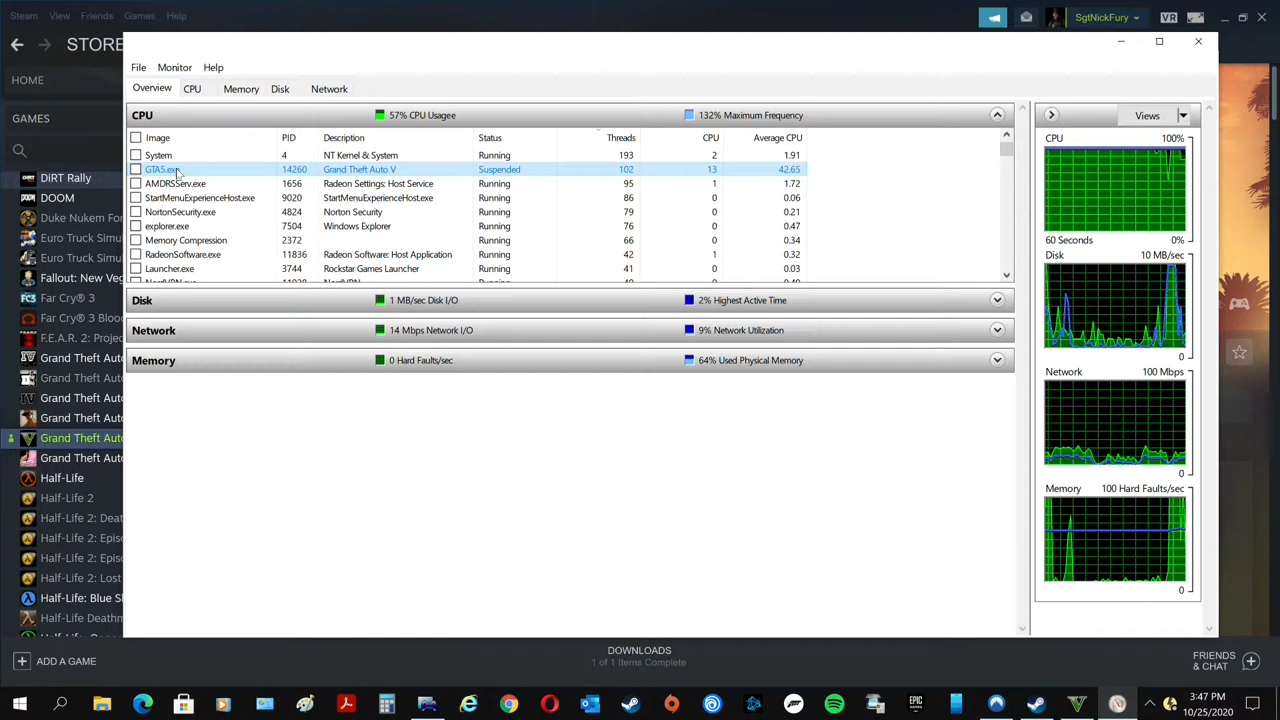 Steam View Friends Games Help SgtNickFury VR
STORE
HOME
GAMES
DiRT Rally
DOOM
Duke Nukem For
Euro Truck Simu
Euro Truck Simu
Fallout: New Veg
Far Cry® 3
Far Cry® 3 Blood
F.E.A.R. 2: Project
Grand Theft Auto
Grand Theft Auto
Grand Theft Auto
Grand Theft Auto
Grand Theft Auto
Grand Theft Auto
Half-Life
Half-Life 2
Half-Life 2: Deat
Half-Life 2: Episo
Half-Life 2: Episo
Half-Life 2: Lost
Half-Life: Blue Sh
Half-Life Deathm
File Monitor Help
Overview CPU Memory Disk Network
CPU 57% CPU Usagee 132% Maximum Frequency
Image PID Description Status Threads CPU Average CPU
System 4 NT Kernel & System Running 193 2 1.91
GTA5.exe 14260 Grand Theft Auto V Suspended 102 13 42.65
AMDRSServ.exe 1656 Radeon Settings: Host Service Running 95 1 1.72
StartMenuExperienceHost.exe 9020 StartMenuExperienceHost.exe Running 86 0 0.06
NortonSecurity.exe 4824 Norton Security Running 79 0 0.21
explorer.exe 7504 Windows Explorer Running 76 0 0.47
Memory Compression 2372 Running 66 0 0.34
RadeonSoftware.exe 11836 Radeon Software: Host Application Running 42 1 0.32
Launcher.exe 3744 Rockstar Games Launcher Running 41 0 0.03
Disk 1 MB/sec Disk I/O 2% Highest Active Time
Network 14 Mbps Network I/O 9% Network Utilization
Memory 0 Hard Faults/sec 64% Used Physical Memory
Views
CPU 100%
60 Seconds 0%
Disk 10 MB/sec
0
Network 100 Mbps
0
Memory 100 Hard Faults/sec
0
ADD A GAME
DOWNLOADS
1 of 1 Items Complete
FRIENDS
& CHAT
3:47 PM
10/25/2020